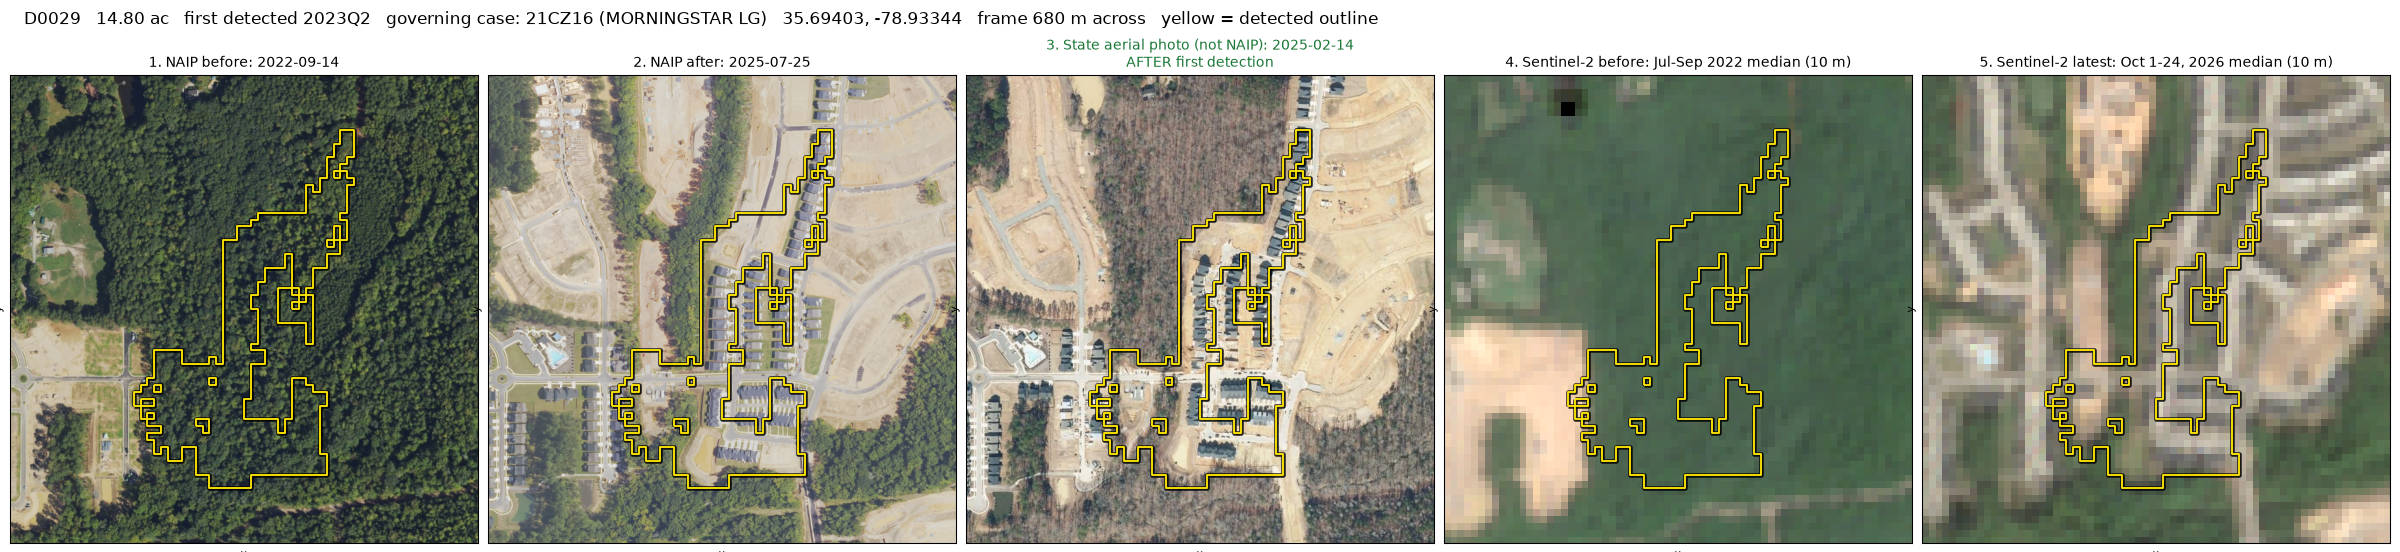 D0029   14.80 ac   first detected 2023Q2   governing case: 21CZ16 (MORNINGSTAR LG)   35.69403, -78.93344   frame 680 m across   yellow = detected outline
1. NAIP before: 2022-09-14
2. NAIP after: 2025-07-25
3. State aerial photo (not NAIP): 2025-02-14
AFTER first detection
4. Sentinel-2 before: Jul-Sep 2022 median (10 m)
5. Sentinel-2 latest: Oct 1-24, 2026 median (10 m)